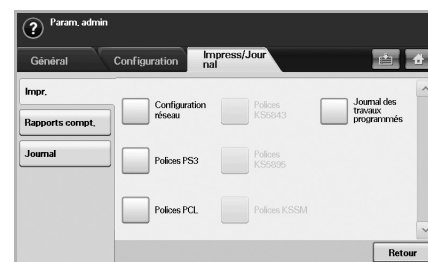 ? Param. admin
Général
Configuration
Impress/Jour
nal
Impr.
Rapports compt.
Journal
Configuration
réseau
Polices
KS5843
Journal des
travaux
programmés
Polices PS3
Polices
KS5895
Polices PCL
Polices KSSM
Retour